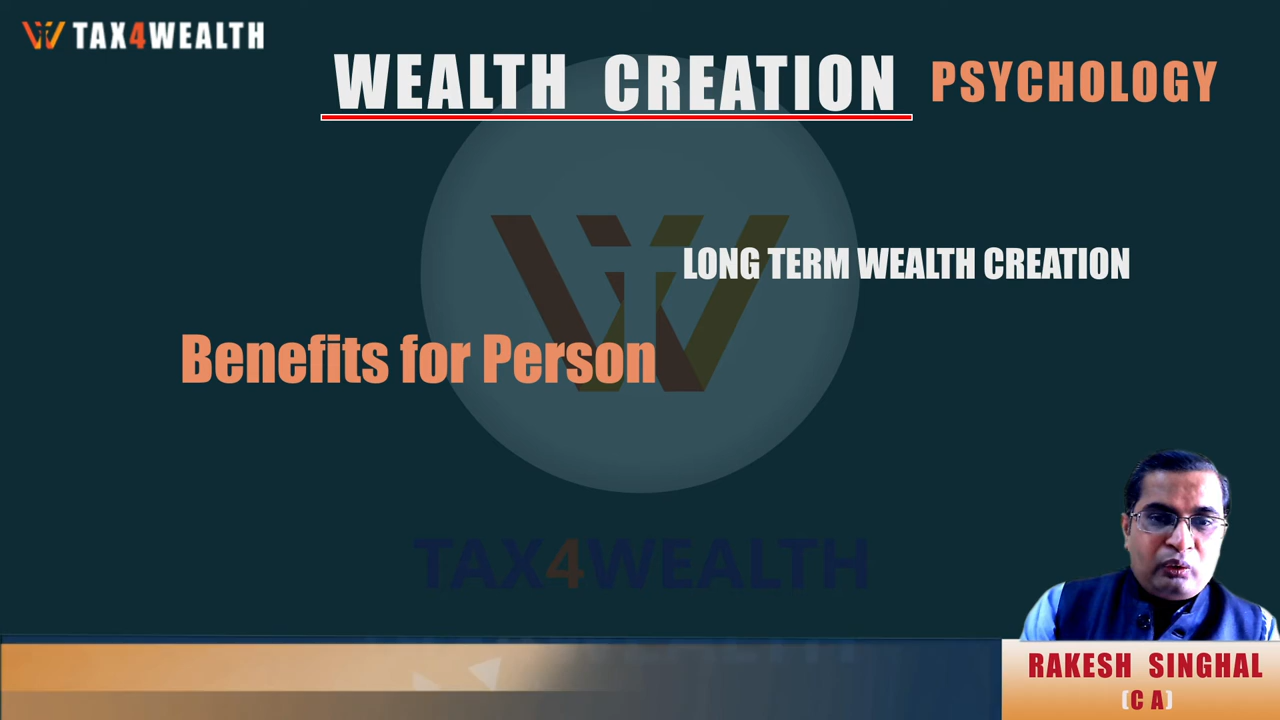 TAX4WEALTH
WEALTH CREATION PSYCHOLOGY
LONG TERM WEALTH CREATION
Benefits for Person
TAX4WEALTH
RAKESH SINGHAL
(C A)